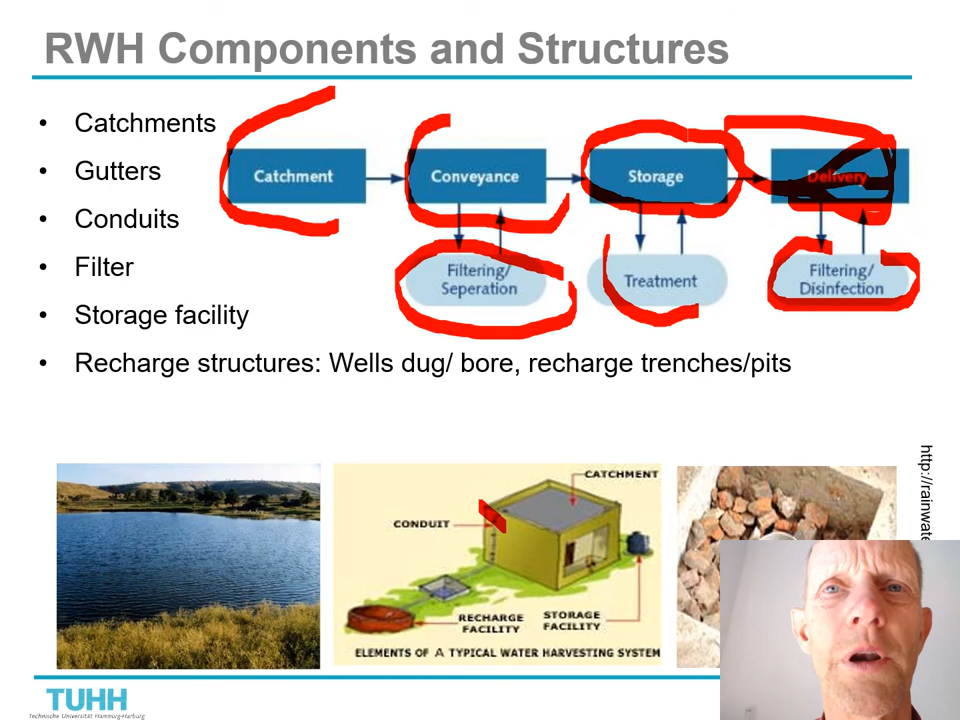 RWH Components and Structures
• Catchments
• Gutters
• Conduits
• Filter
• Storage facility
• Recharge structures: Wells dug/ bore, recharge trenches/pits
Catchment
Conveyance
Storage
Delivery
Filtering/
Seperation
Treatment
Filtering/
Disinfection
CATCHMENT
CONDUIT
RECHARGE
FACILITY
STORAGE
FACILITY
ELEMENTS OF A TYPICAL WATER HARVESTING SYSTEM
http://rainwate
TUHH
Technische Universität Hamburg-Harburg